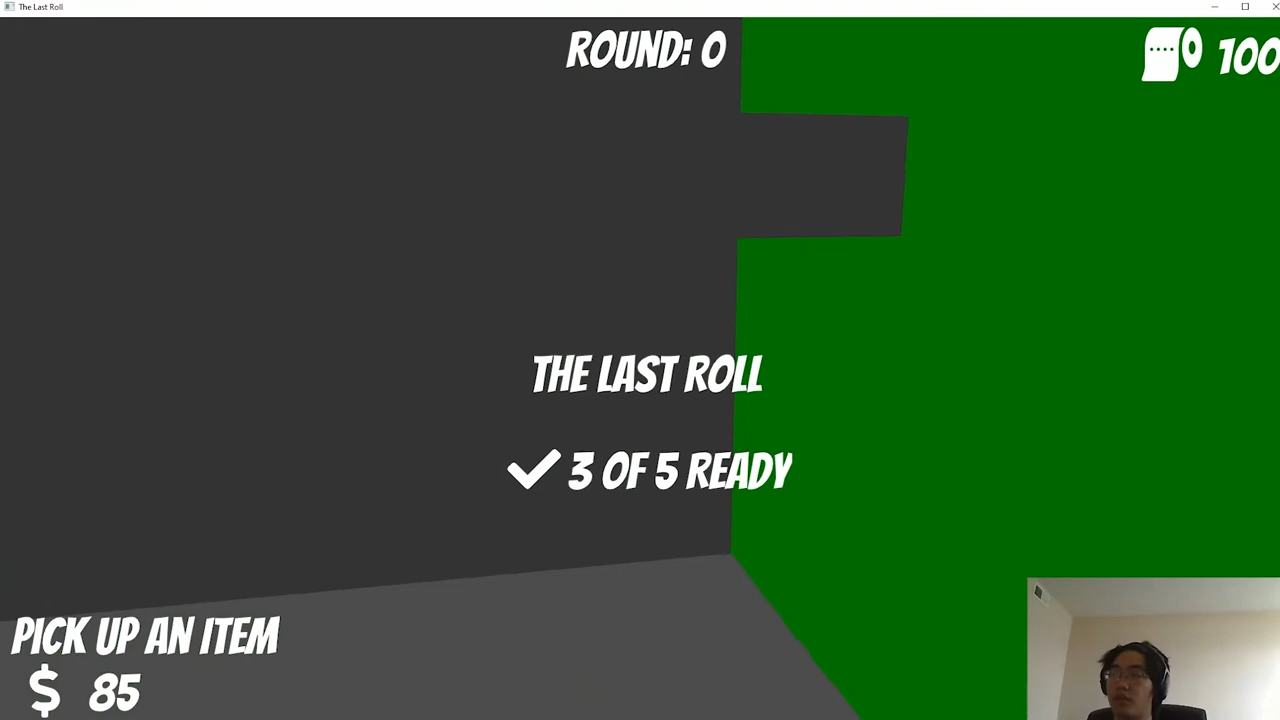 The Last Roll
ROUND: 0
100
THE LAST ROLL
3 OF 5 READY
PICK UP AN ITEM
$ 85